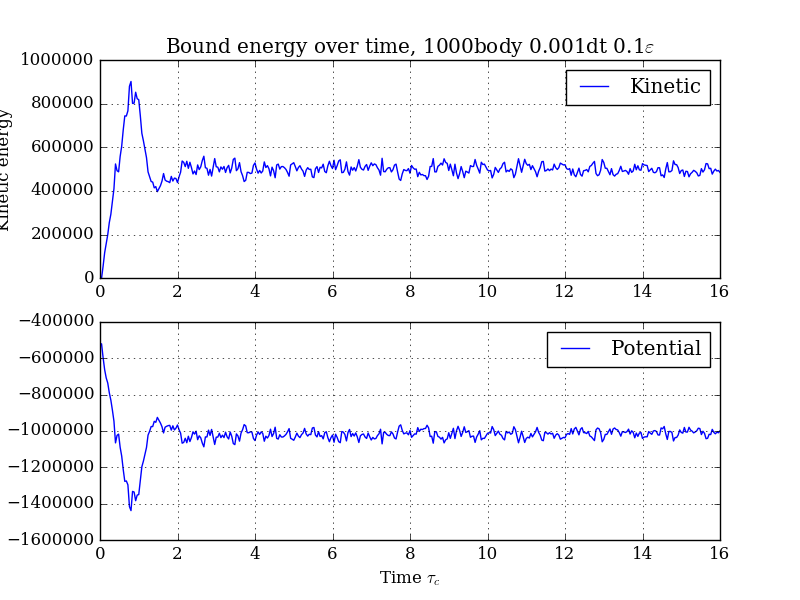 Bound energy over time, 1000body 0.001dt 0.1ε
1000000
800000
600000
400000
200000
0
Kinetic energy
Kinetic
0 2 4 6 8 10 12 14 16
−400000
−600000
−800000
−1000000
−1200000
−1400000
−1600000
Potential
0 2 4 6 8 10 12 14 16
Time τc